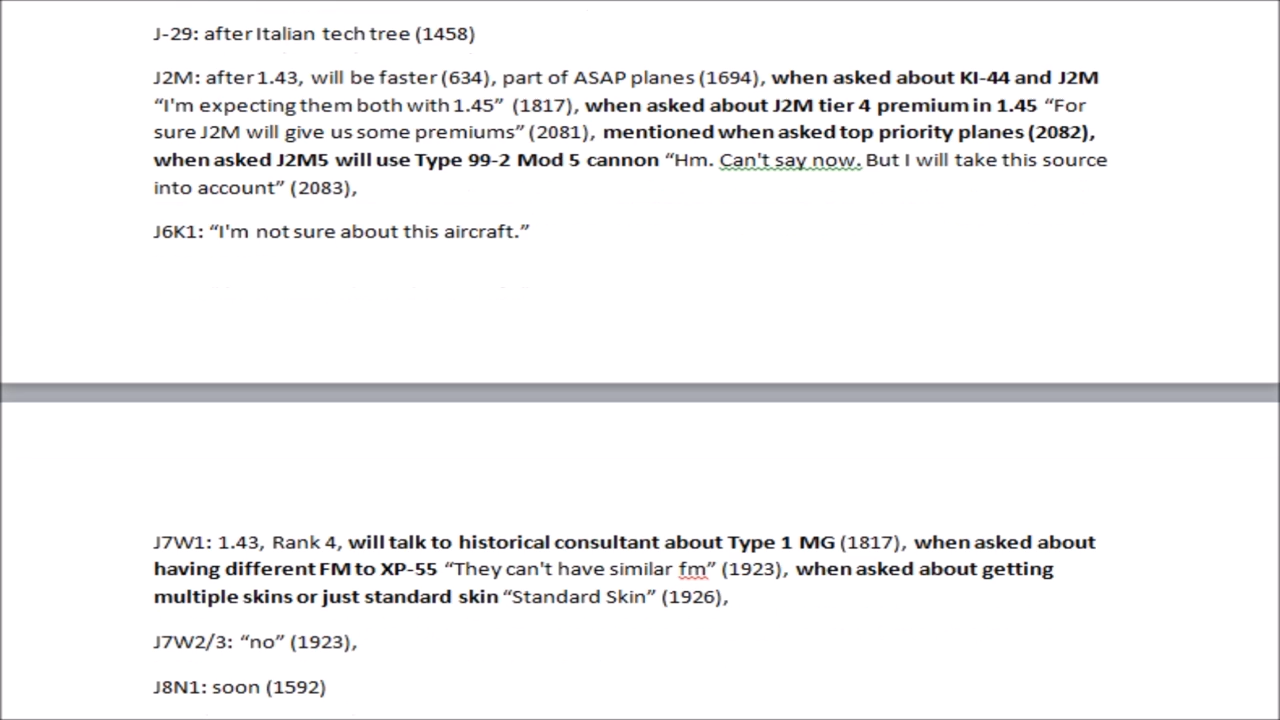 J-29: after Italian tech tree (1458)
J2M: after 1.43, will be faster (634), part of ASAP planes (1694), when asked about KI-44 and J2M
“I'm expecting them both with 1.45” (1817), when asked about J2M tier 4 premium in 1.45 “For
sure J2M will give us some premiums” (2081), mentioned when asked top priority planes (2082),
when asked J2M5 will use Type 99-2 Mod 5 cannon “Hm. Can't say now. But I will take this source
into account” (2083),
J6K1: “I'm not sure about this aircraft.”
J7W1: 1.43, Rank 4, will talk to historical consultant about Type 1 MG (1817), when asked about
having different FM to XP-55 “They can't have similar fm” (1923), when asked about getting
multiple skins or just standard skin “Standard Skin” (1926),
J7W2/3: “no” (1923),
J8N1: soon (1592)